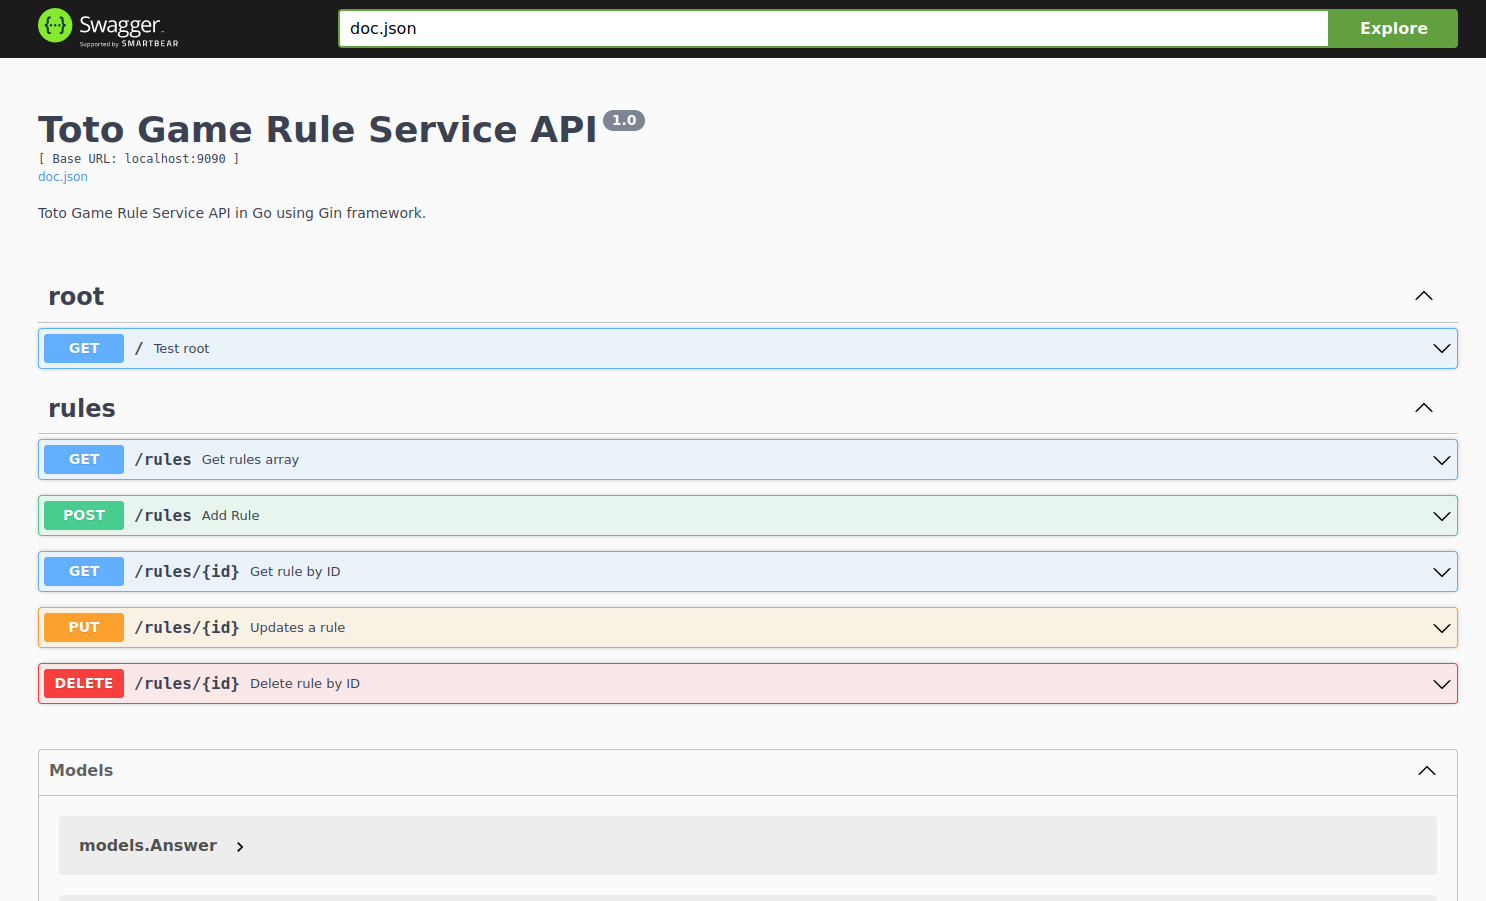 Swagger
Supported by SMARTBEAR
doc.json
Explore
Toto Game Rule Service API 1.0
[ Base URL: localhost:9090 ]
doc.json
Toto Game Rule Service API in Go using Gin framework.
root
GET / Test root
rules
GET /rules Get rules array
POST /rules Add Rule
GET /rules/{id} Get rule by ID
PUT /rules/{id} Updates a rule
DELETE /rules/{id} Delete rule by ID
Models
models.Answer